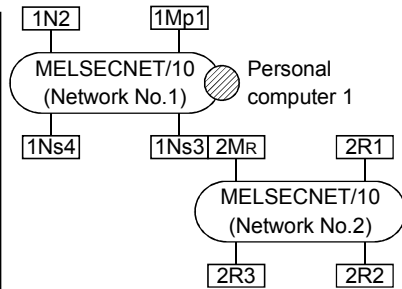 1N2 1Mp1
MELSECNET/10
(Network No.1)
Personal
computer 1
1Ns4 1Ns3 2MR 2R1
MELSECNET/10
(Network No.2)
2R3 2R2